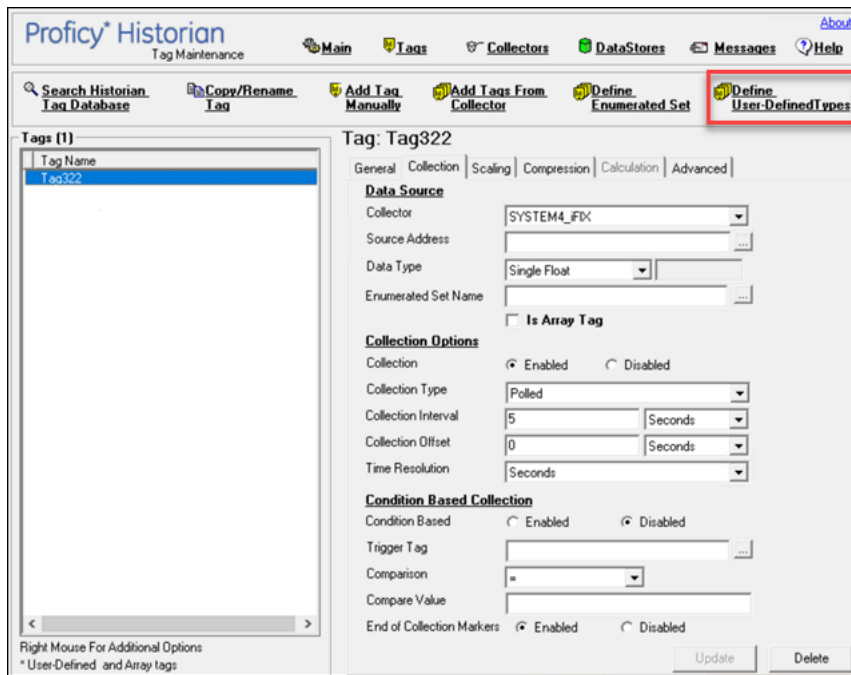 About
Proficy* Historian
Tag Maintenance
Main Tags Collectors DataStores Messages Help
Search Historian Tag Database
Copy/Rename Tag
Add Tag Manually
Add Tags From Collector
Define Enumerated Set
Define User-DefinedTypes
Tags (1)
Tag Name
Tag322
Right Mouse For Additional Options
* User-Defined and Array tags
Tag: Tag322
General Collection Scaling Compression Calculation Advanced
Data Source
Collector SYSTEM4_iFIX
Source Address ...
Data Type Single Float
Enumerated Set Name ...
Is Array Tag
Collection Options
Collection Enabled Disabled
Collection Type Polled
Collection Interval 5 Seconds
Collection Offset 0 Seconds
Time Resolution Seconds
Condition Based Collection
Condition Based Enabled Disabled
Trigger Tag ...
Comparison =
Compare Value
End of Collection Markers Enabled Disabled
Update Delete